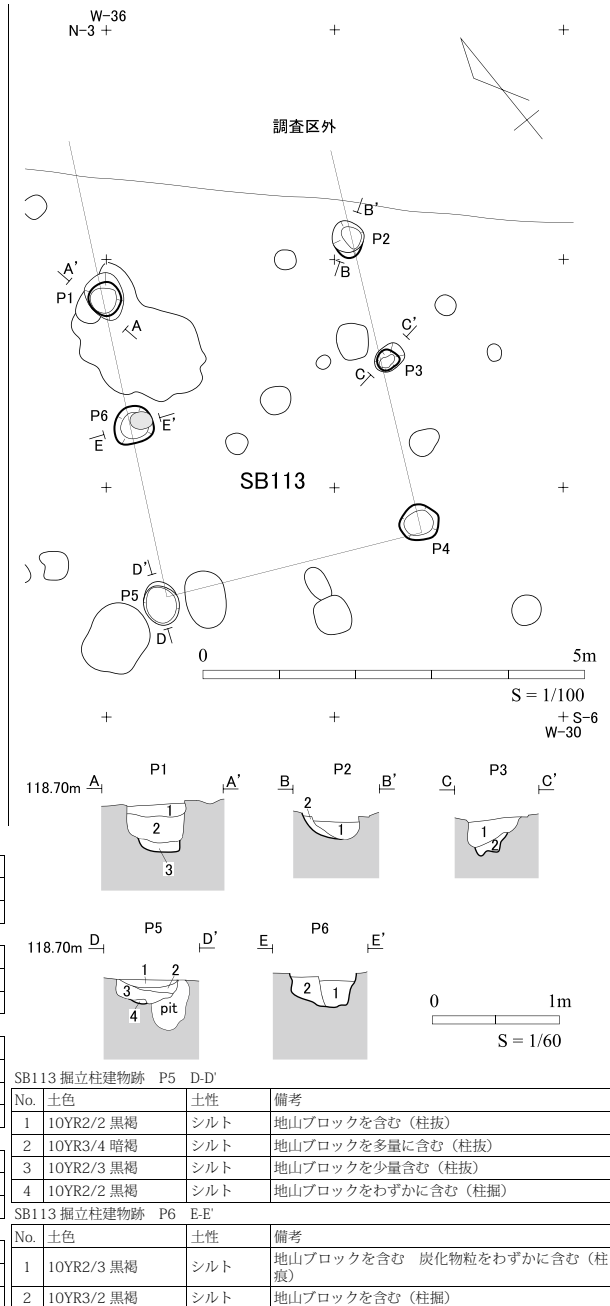 W-36
N-3
調査区外
B'
P2
A'
B
P1
C'
A
C
P3
P6
E'
E
SB113
P4
D'
P5
D
0 5m
S = 1/100
S-6
W-30
P1 P2 P3
118.70m A A' B B' C C'
1
2
3
2
1
1
2
P5 P6
118.70m D D' E E'
1 2
3
4
pit
2 1
0 1m
S = 1/60
SB113 掘立柱建物跡 P5 D-D'
No. 土色 土性 備考
1 10YR2/2 黒褐 シルト 地山ブロックを含む（柱抜）
2 10YR3/4 暗褐 シルト 地山ブロックを多量に含む（柱抜）
3 10YR2/3 黒褐 シルト 地山ブロックを少量含む（柱抜）
4 10YR2/2 黒褐 シルト 地山ブロックをわずかに含む（柱掘）
SB113 掘立柱建物跡 P6 E-E'
No. 土色 土性 備考
1 10YR2/3 黒褐 シルト 地山ブロックを含む 炭化物粒をわずかに含む（柱
痕）
2 10YR3/2 黒褐 シルト 地山ブロックを含む（柱掘）